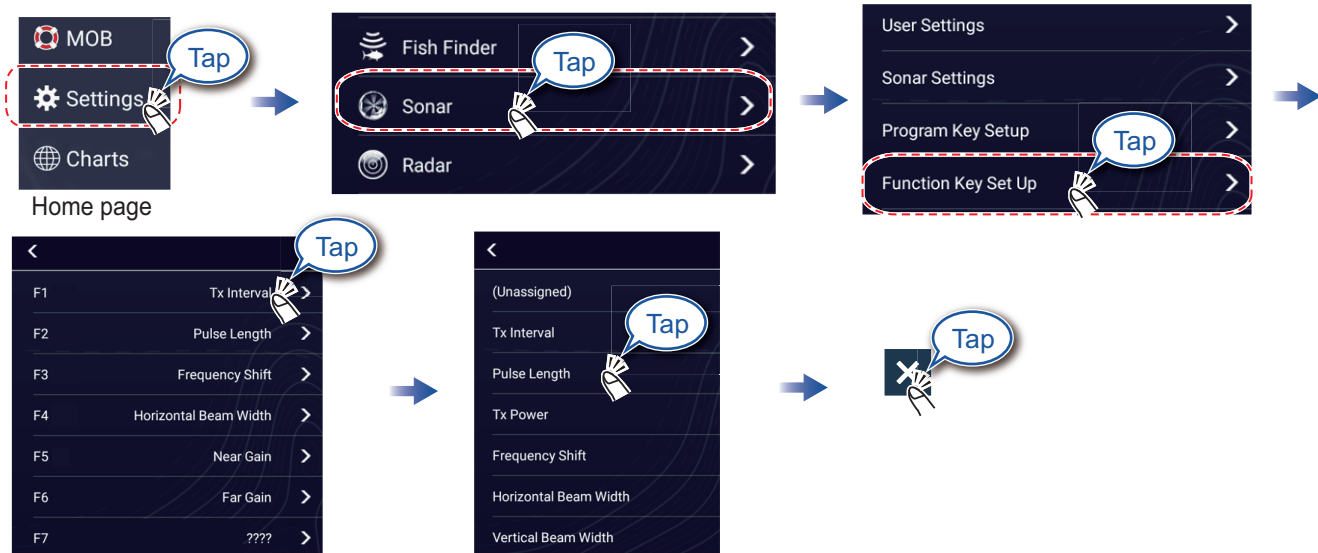 MOB
Tap
Settings
Charts
Home page
Fish Finder
Tap
Sonar
Radar
User Settings
Sonar Settings
Program Key Setup
Tap
Function Key Set Up
Tap
F1 Tx Interval
F2 Pulse Length
F3 Frequency Shift
F4 Horizontal Beam Width
F5 Near Gain
F6 Far Gain
F7 ????
(Unassigned)
Tx Interval
Tap
Pulse Length
Tx Power
Frequency Shift
Horizontal Beam Width
Vertical Beam Width
Tap